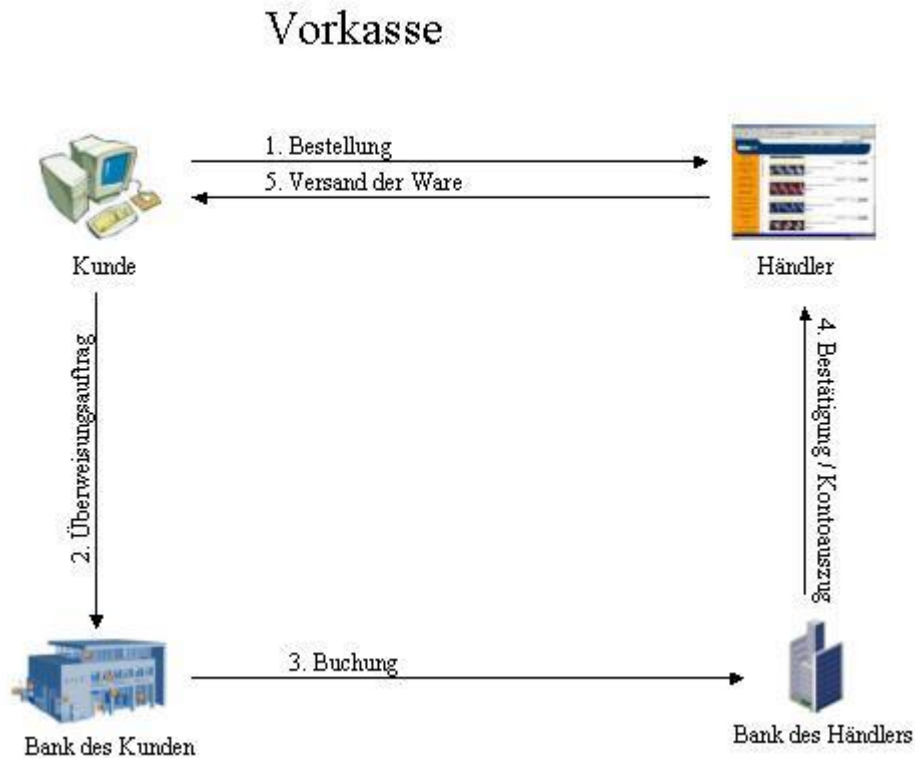 Vorkasse
1. Bestellung
5. Versand der Ware
Kunde
Händler
2. Überweisungsauftrag
4. Bestätigung / Kontoauszug
3. Buchung
Bank des Kunden
Bank des Händlers